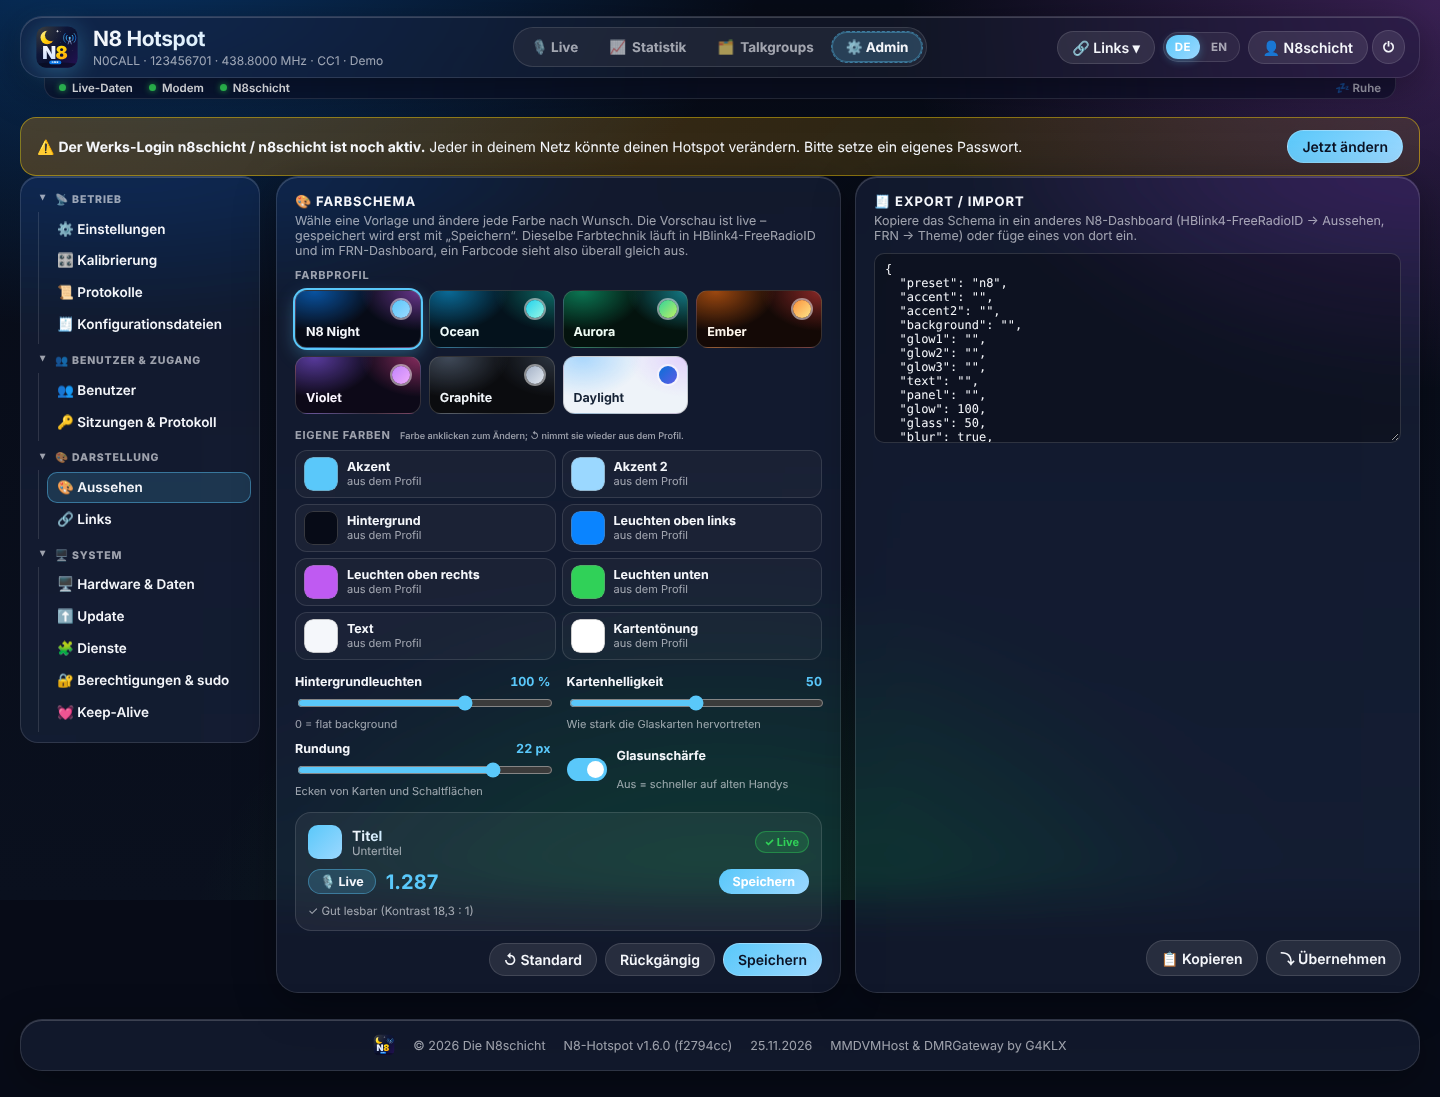 N8 Hotspot
N0CALL · 123456701 · 438.8000 MHz · CC1 · Demo
Live
Statistik
Talkgroups
Admin
Links ▾
DE
EN
N8schicht
Live-Daten
Modem
N8schicht
Ruhe
Der Werks-Login n8schicht / n8schicht ist noch aktiv. Jeder in deinem Netz könnte deinen Hotspot verändern. Bitte setze ein eigenes Passwort.
Jetzt ändern
BETRIEB
Einstellungen
Kalibrierung
Protokolle
Konfigurationsdateien
BENUTZER & ZUGANG
Benutzer
Sitzungen & Protokoll
DARSTELLUNG
Aussehen
Links
SYSTEM
Hardware & Daten
Update
Dienste
Berechtigungen & sudo
Keep-Alive
FARBSCHEMA
Wähle eine Vorlage und ändere jede Farbe nach Wunsch. Die Vorschau ist live –
gespeichert wird erst mit „Speichern“. Dieselbe Farbtechnik läuft in HBlink4-FreeRadioID
und im FRN-Dashboard, ein Farbcode sieht also überall gleich aus.
FARBPROFIL
N8 Night
Ocean
Aurora
Ember
Violet
Graphite
Daylight
EIGENE FARBEN Farbe anklicken zum Ändern; ↺ nimmt sie wieder aus dem Profil.
Akzent
aus dem Profil
Akzent 2
aus dem Profil
Hintergrund
aus dem Profil
Leuchten oben links
aus dem Profil
Leuchten oben rechts
aus dem Profil
Leuchten unten
aus dem Profil
Text
aus dem Profil
Kartentönung
aus dem Profil
Hintergrundleuchten 100 %
0 = flat background
Kartenhelligkeit 50
Wie stark die Glaskarten hervortreten
Rundung 22 px
Ecken von Karten und Schaltflächen
Glasunschärfe
Aus = schneller auf alten Handys
Titel
Untertitel
✓ Live
Live
1.287
Speichern
✓ Gut lesbar (Kontrast 18,3 : 1)
↺ Standard
Rückgängig
Speichern
EXPORT / IMPORT
Kopiere das Schema in ein anderes N8-Dashboard (HBlink4-FreeRadioID → Aussehen,
FRN → Theme) oder füge eines von dort ein.
{
"preset": "n8",
"accent": "",
"accent2": "",
"background": "",
"glow1": "",
"glow2": "",
"glow3": "",
"text": "",
"panel": "",
"glow": 100,
"glass": 50,
"blur": true,
Kopieren
Übernehmen
N8
© 2026 Die N8schicht
N8-Hotspot v1.6.0 (f2794cc)
25.11.2026
MMDVMHost & DMRGateway by G4KLX